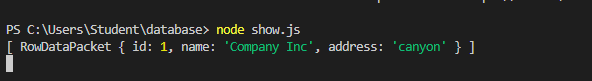 PS C:\Users\Student\database> node show.js
[ RowDataPacket { id: 1, name: 'Company Inc', address: 'canyon' } ]